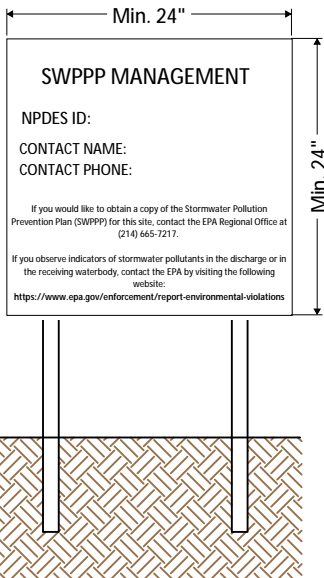 Min. 24"
SWPPP MANAGEMENT
NPDES ID:
CONTACT NAME:
CONTACT PHONE:
If you would like to obtain a copy of the Stormwater Pollution
Prevention Plan (SWPPP) for this site, contact the EPA Regional Office at
(214) 665-7217.
If you observe indicators of stormwater pollutants in the discharge or in
the receiving waterbody, contact the EPA by visiting the following
website:
https://www.epa.gov/enforcement/report-environmental-violations
Min. 24"